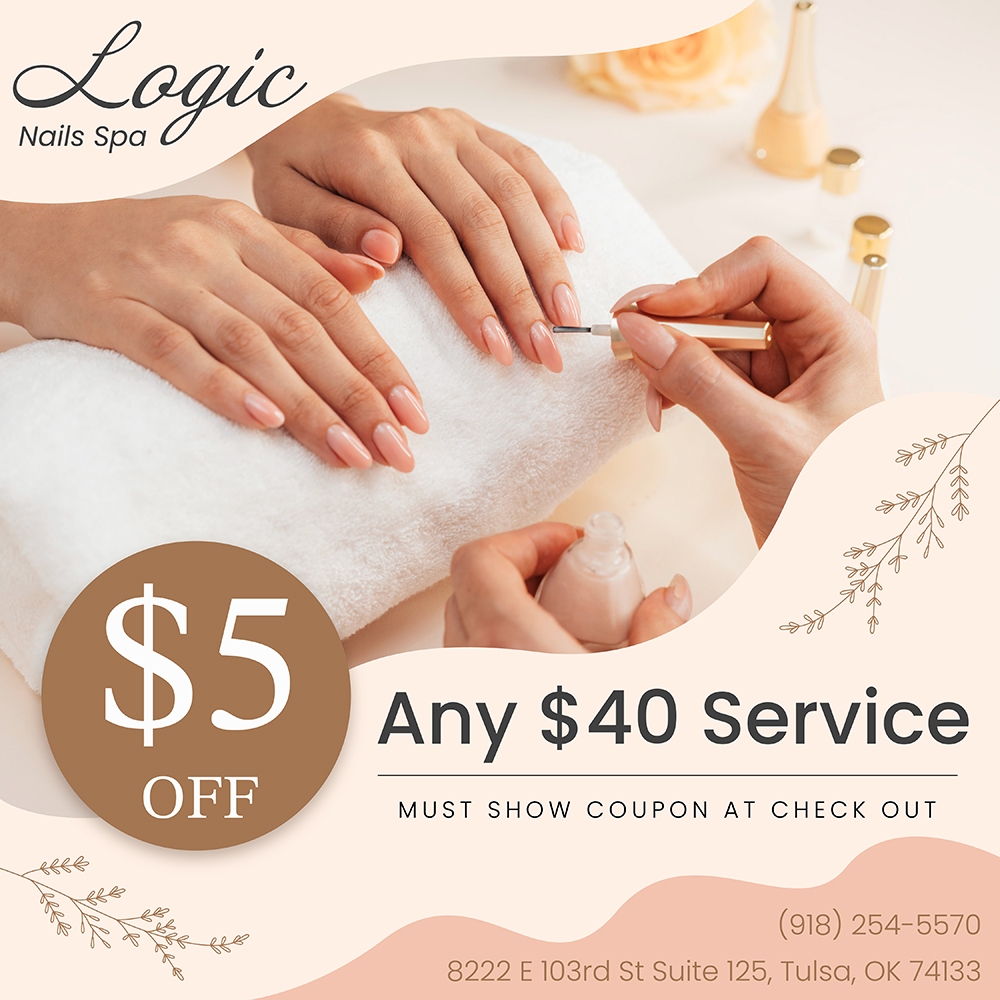 Logic
Nails Spa
$5
OFF
Any $40 Service
MUST SHOW COUPON AT CHECK OUT
(918) 254-5570
8222 E 103rd St Suite 125, Tulsa, OK 74133